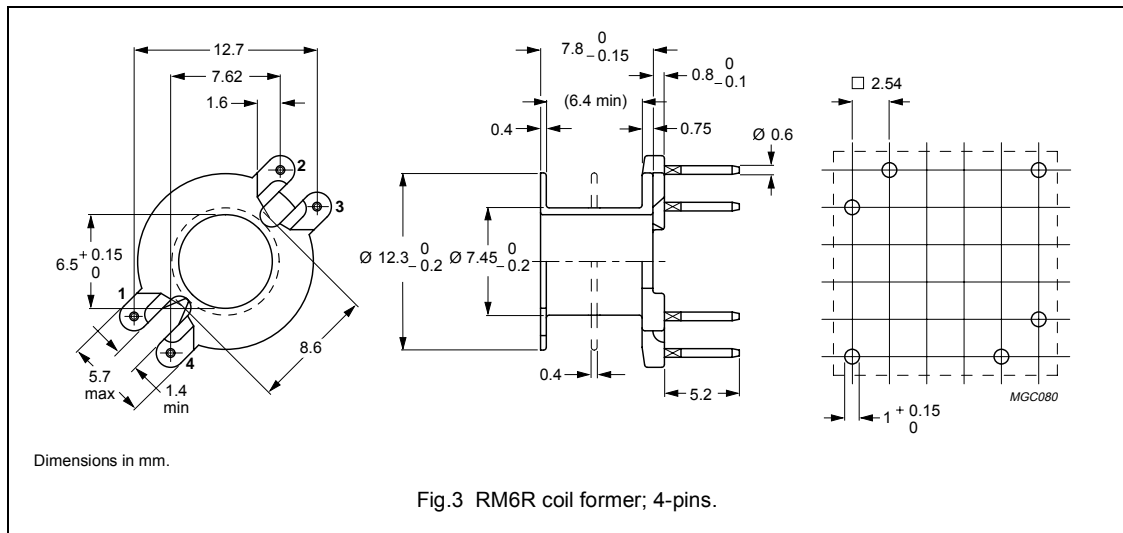 12.7
7.62
1.6
2
3
6.5 + 0.15 0
1
4
5.7 max
1.4 min
8.6
7.8 0 − 0.15
0.8 0 − 0.1
(6.4 min)
0.4
0.75
Ø 0.6
Ø 12.3 0 − 0.2
Ø 7.45 0 − 0.2
0.4
5.2
□ 2.54
MGC080
1 + 0.15 0
Dimensions in mm.
Fig.3 RM6R coil former; 4-pins.